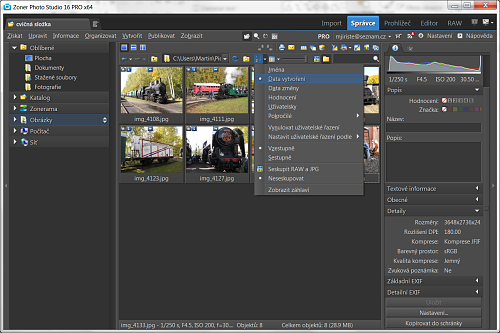 Zoner Photo Studio 16 PRO x64
cvičná složka
Import
Správce
Prohlížeč
Editor
RAW
Získat
Upravit
Informace
Organizovat
Vytvořit
Publikovat
Zobrazit
PRO
mjiriste@seznam.cz
Nastavení
Nápověda
Oblíbené
Plocha
Dokumenty
Stažené soubory
Fotografie
Katalog
Zonerama
Obrázky
Počítač
Síť
C:\Users\Martin\Pic
img_4108.jpg
img_4111.jpg
img_4123.jpg
img_4127.jpg
Jména
Data vytvoření
Data změny
Hodnocení
Uživatelsky
Pokročilé
Vynulovat uživatelské řazení
Nastavit uživatelské řazení podle
Vzestupně
Sestupně
Seskupit RAW a JPG
Neseskupovat
Zobrazit záhlaví
1/250 s
F4.5
ISO 200
Popis
Hodnocení:
Značka:
Název:
Popis:
Textové informace
Obecné
Detaily
Rozměry: 3648x2736x24
Rozlišení DPI: 180.00
Komprese: Komprese JFIF
Barevný prostor: sRGB
Kvalita komprese: Jemný
Zvuková poznámka: Ne
Základní EXIF
Detailní EXIF
Uložit
Nastavení...
Kopírovat do schránky
img_4133.jpg - 1/250 s, F4.5, ISO 200, f=30...
Objektů: 8
Celkem objektů: 8 (28.9 MB)